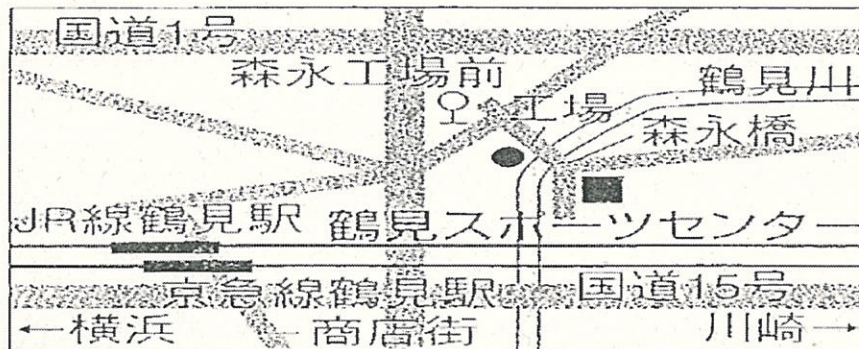 国道1号
森永工場前
鶴見川
工場
森永橋
JR線鶴見駅
鶴見スポーツセンター
京急線鶴見駅
国道15号
←横浜
商店街
川崎→